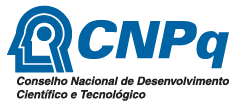 CNPq
Conselho Nacional de Desenvolvimento
Científico e Tecnológico